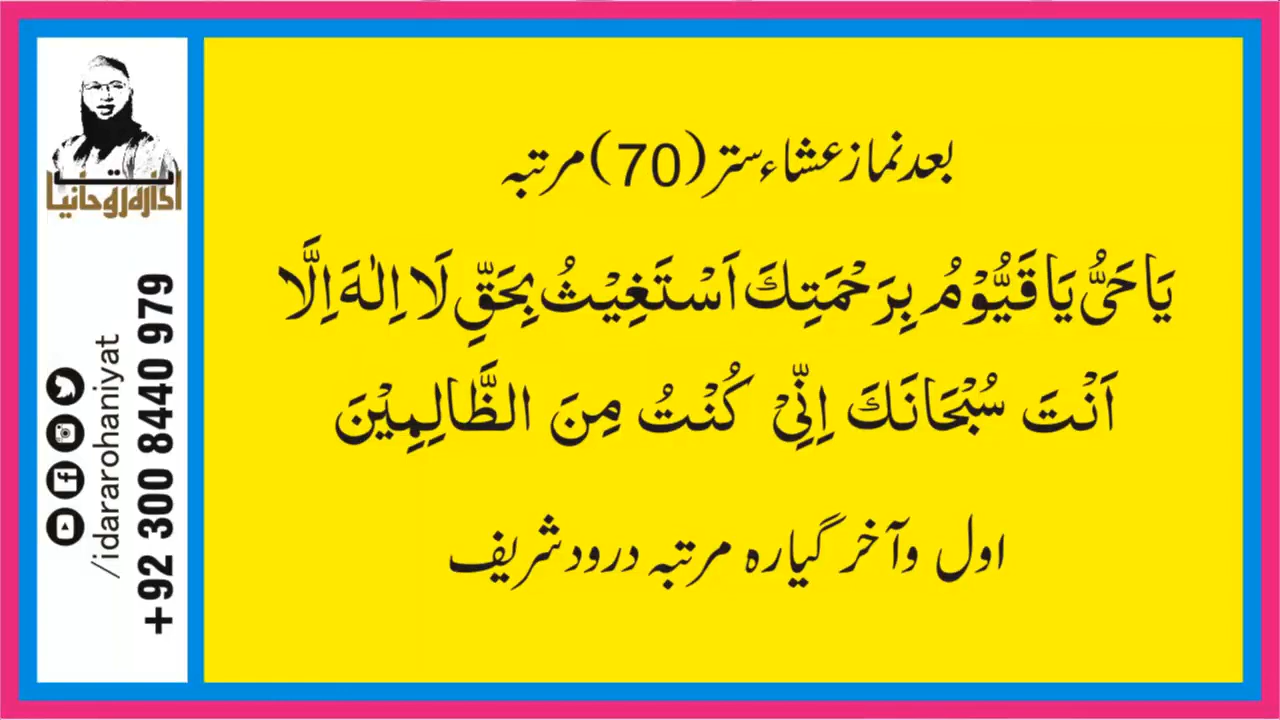 بعد نماز عشاء ستر (70) مرتبہ
يَا حَيُّ يَا قَيُّوْمُ بِرَحْمَتِكَ اَسْتَغِيْثُ بِحَقِّ لَا اِلٰهَ اِلَّا
اَنْتَ سُبْحَانَكَ اِنِّيْ كُنْتُ مِنَ الظَّالِمِيْنَ
اول وآخر گیارہ مرتبہ درود شریف
ادارہ روحانیات
/idararohaniyat
+92 300 8440 979